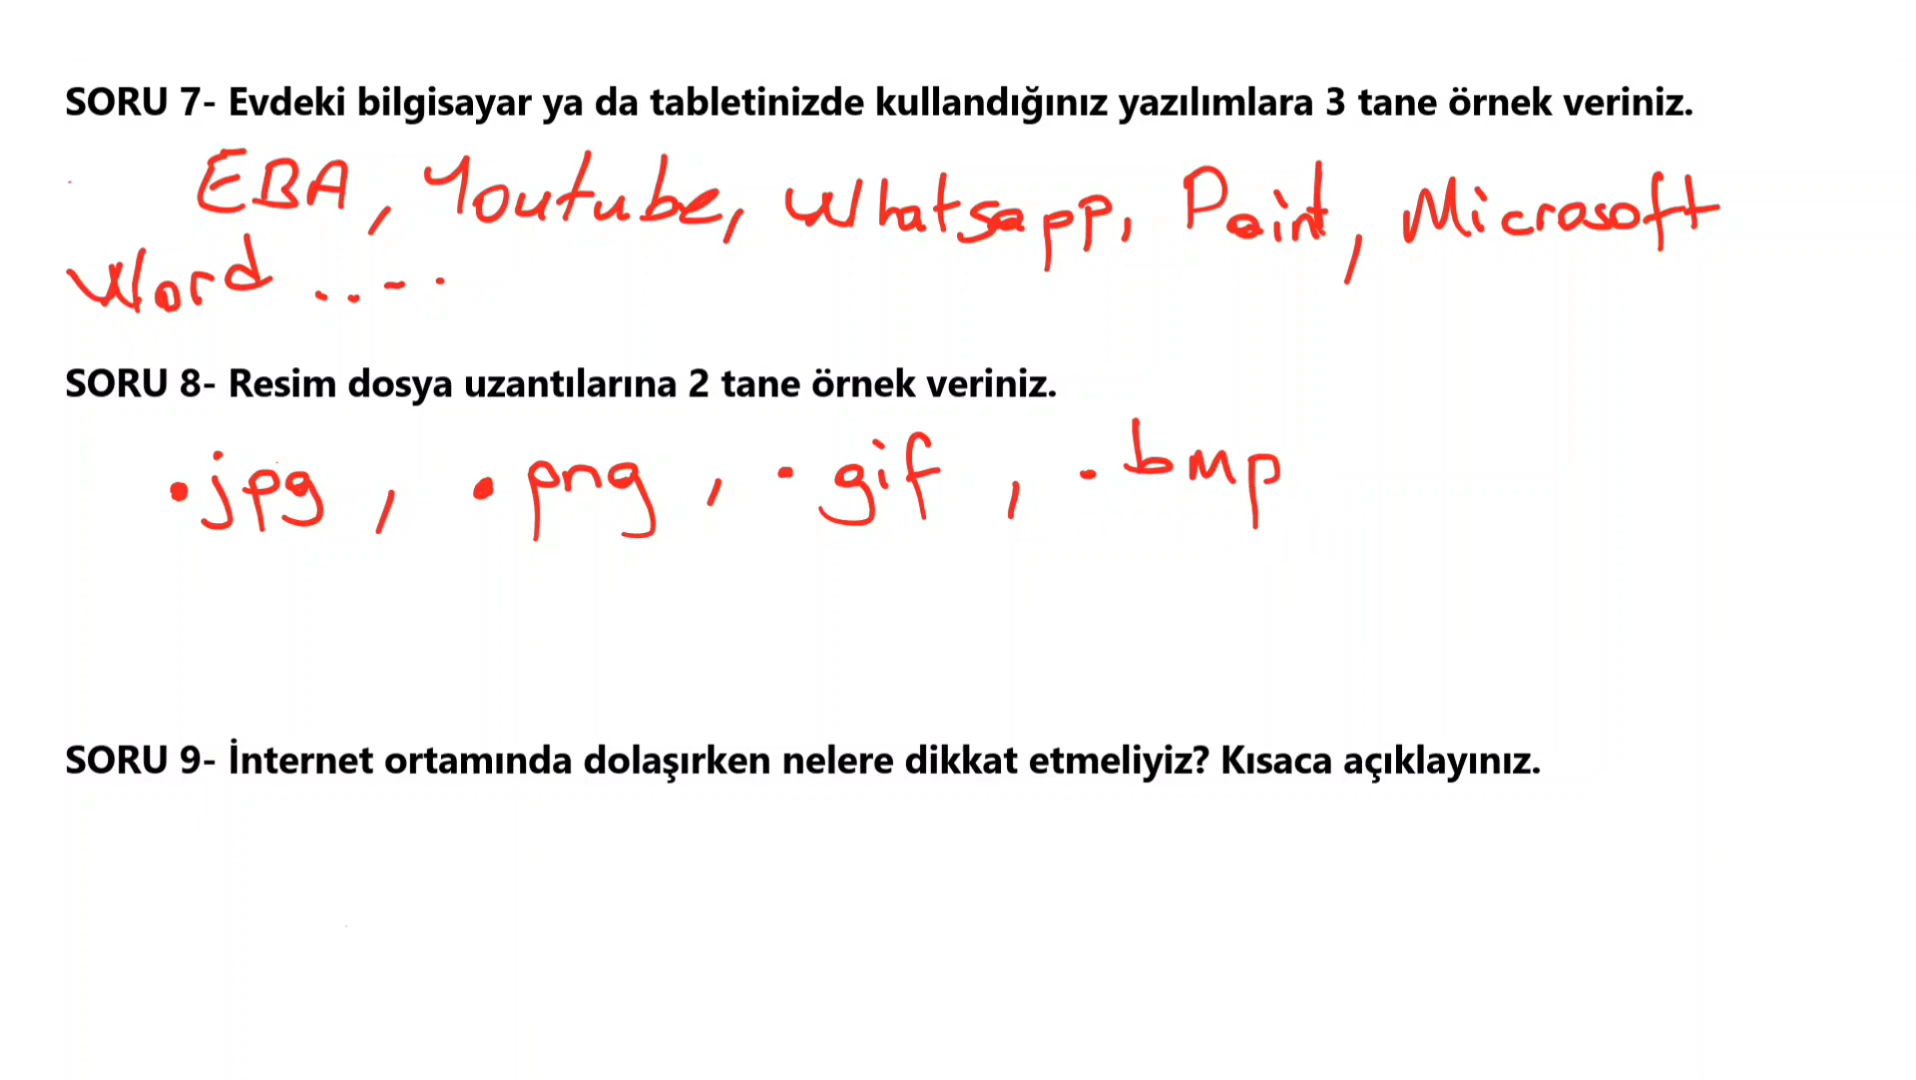 SORU 7- Evdeki bilgisayar ya da tabletinizde kullandığınız yazılımlara 3 tane örnek veriniz.
EBA, Youtube, Whatsapp, Paint, Microsoft
Word .....
SORU 8- Resim dosya uzantılarına 2 tane örnek veriniz.
.jpg, .png, .gif, .bmp
SORU 9- İnternet ortamında dolaşırken nelere dikkat etmeliyiz? Kısaca açıklayınız.